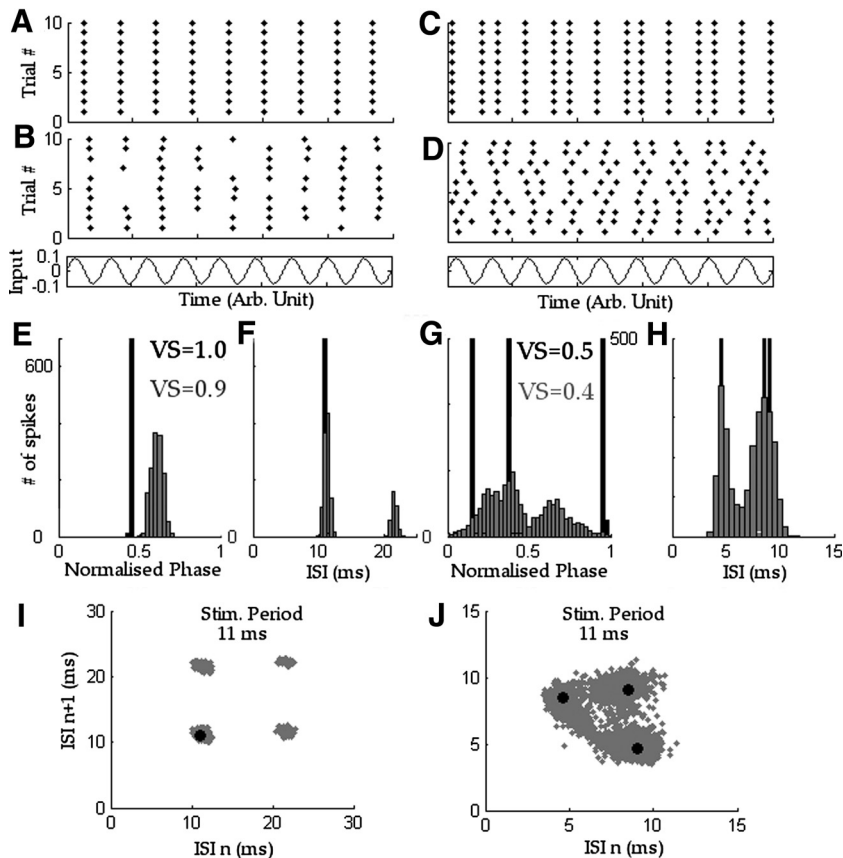 A
C
Trial #
10
5
0
B
D
Trial #
10
5
0
Input
0.1
0
-0.1
Time (Arb. Unit)
Time (Arb. Unit)
E
F
G
H
# of spikes
600
0
VS=1.0
VS=0.9
0
0.5
1
Normalised Phase
0
0
10
20
ISI (ms)
VS=0.5
VS=0.4
0
0
0.5
1
Normalised Phase
500
0
5
10
15
ISI (ms)
I
Stim. Period
11 ms
ISI n+1 (ms)
30
20
10
0
0
10
20
30
ISI n (ms)
J
Stim. Period
11 ms
15
10
5
0
0
5
10
15
ISI n (ms)